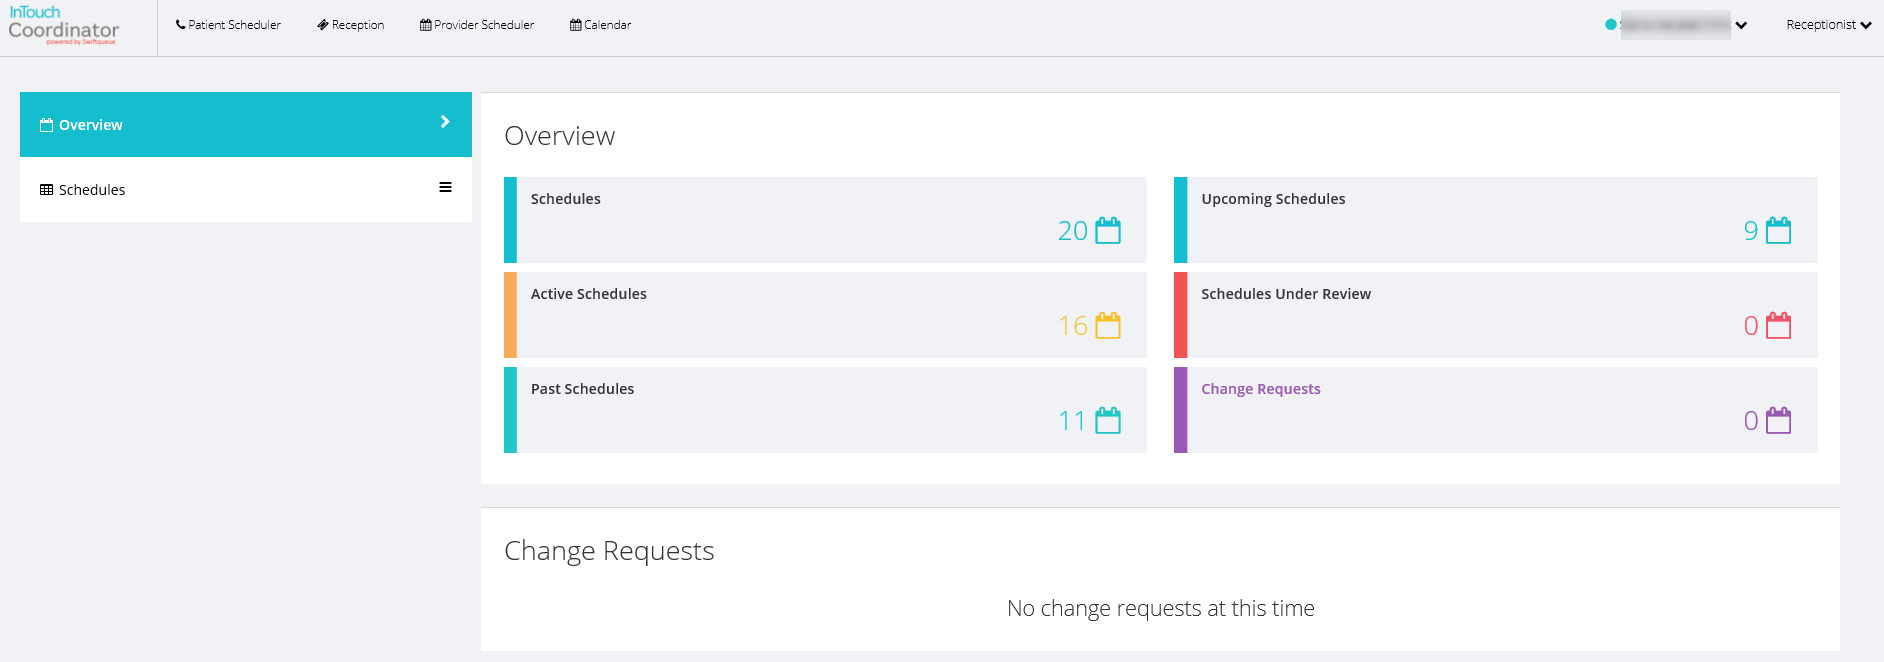 InTouch
Coordinator
powered by Swiftqueue
Patient Scheduler
Reception
Provider Scheduler
Calendar
Receptionist
Overview
Schedules
Overview
Schedules
20
Upcoming Schedules
9
Active Schedules
16
Schedules Under Review
0
Past Schedules
11
Change Requests
0
Change Requests
No change requests at this time